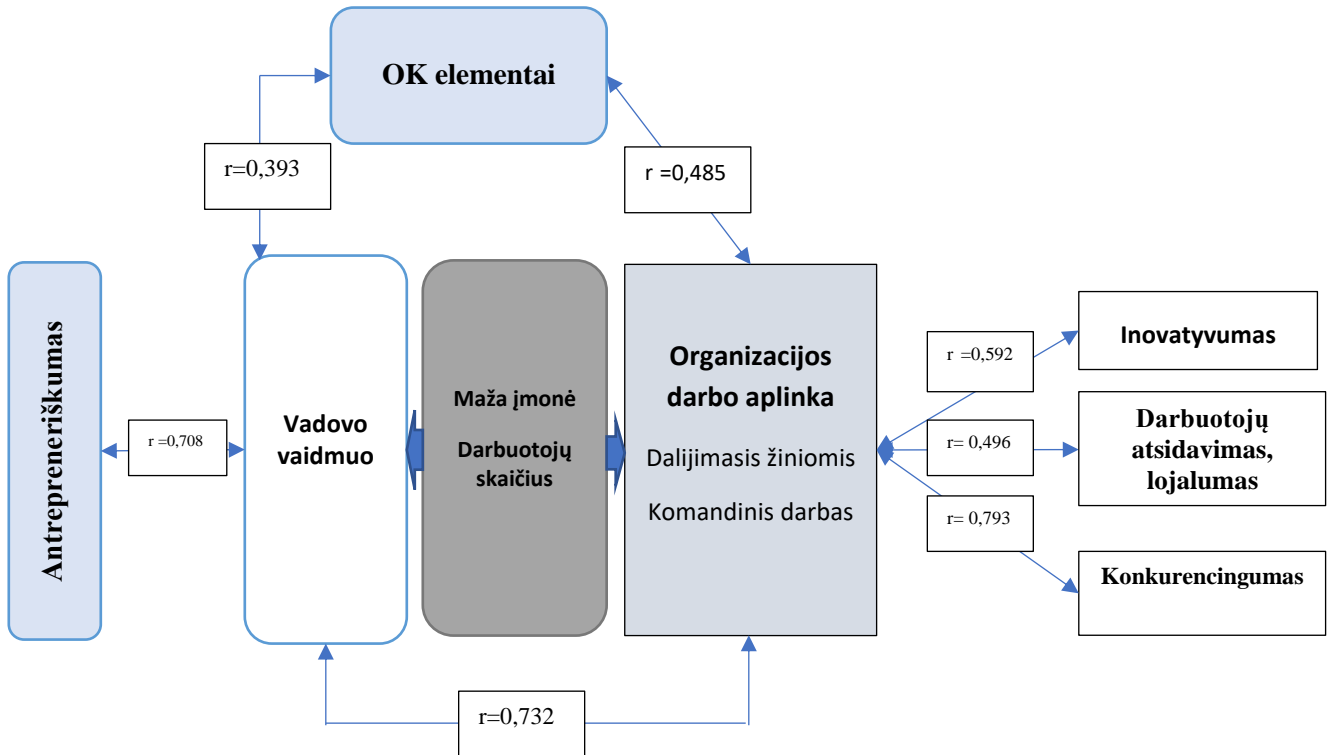 OK elementai
r=0,393
r =0,485
Antrepreneriškumas
r =0,708
Vadovo
vaidmuo
Maža įmonė
Darbuotojų
skaičius
Organizacijos
darbo aplinka
Dalijimasis žiniomis
Komandinis darbas
r =0,592
r= 0,496
r= 0,793
Inovatyvumas
Darbuotojų
atsidavimas,
lojalumas
Konkurencingumas
r=0,732